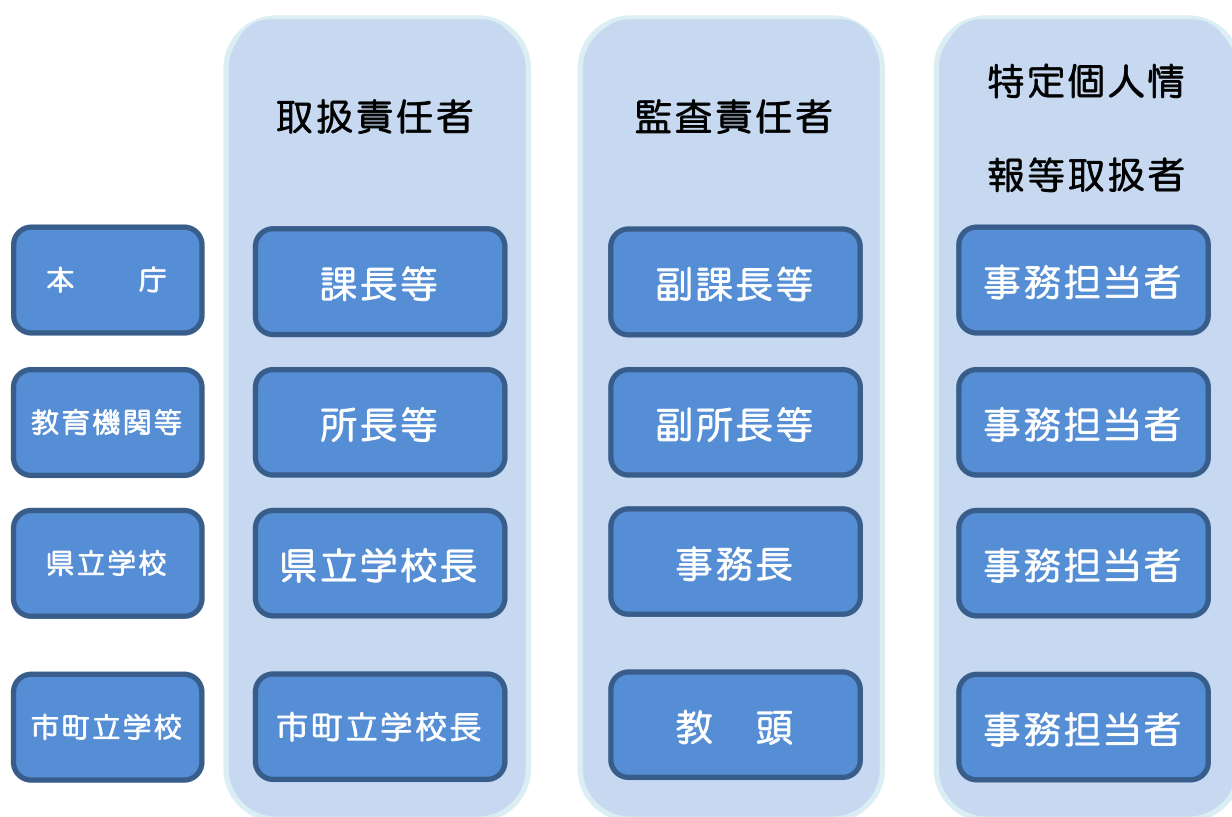 取扱責任者
監査責任者
特定個人情
報等取扱者
本　　庁
課長等
副課長等
事務担当者
教育機関等
所長等
副所長等
事務担当者
県立学校
県立学校長
事務長
事務担当者
市町立学校
市町立学校長
教　頭
事務担当者